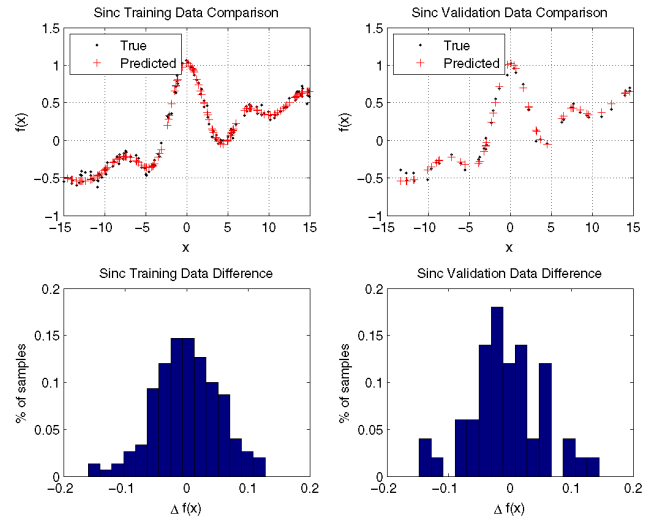 Sinc Training Data Comparison
True
Predicted
f(x)
1.5
1
0.5
0
−0.5
−1
−15
−10
−5
0
5
10
15
x
Sinc Validation Data Comparison
True
Predicted
f(x)
1.5
1
0.5
0
−0.5
−1
−15
−10
−5
0
5
10
15
x
Sinc Training Data Difference
% of samples
0.2
0.15
0.1
0.05
0
−0.2
−0.1
0
0.1
0.2
Δ f(x)
Sinc Validation Data Difference
% of samples
0.2
0.15
0.1
0.05
0
−0.2
−0.1
0
0.1
0.2
Δ f(x)